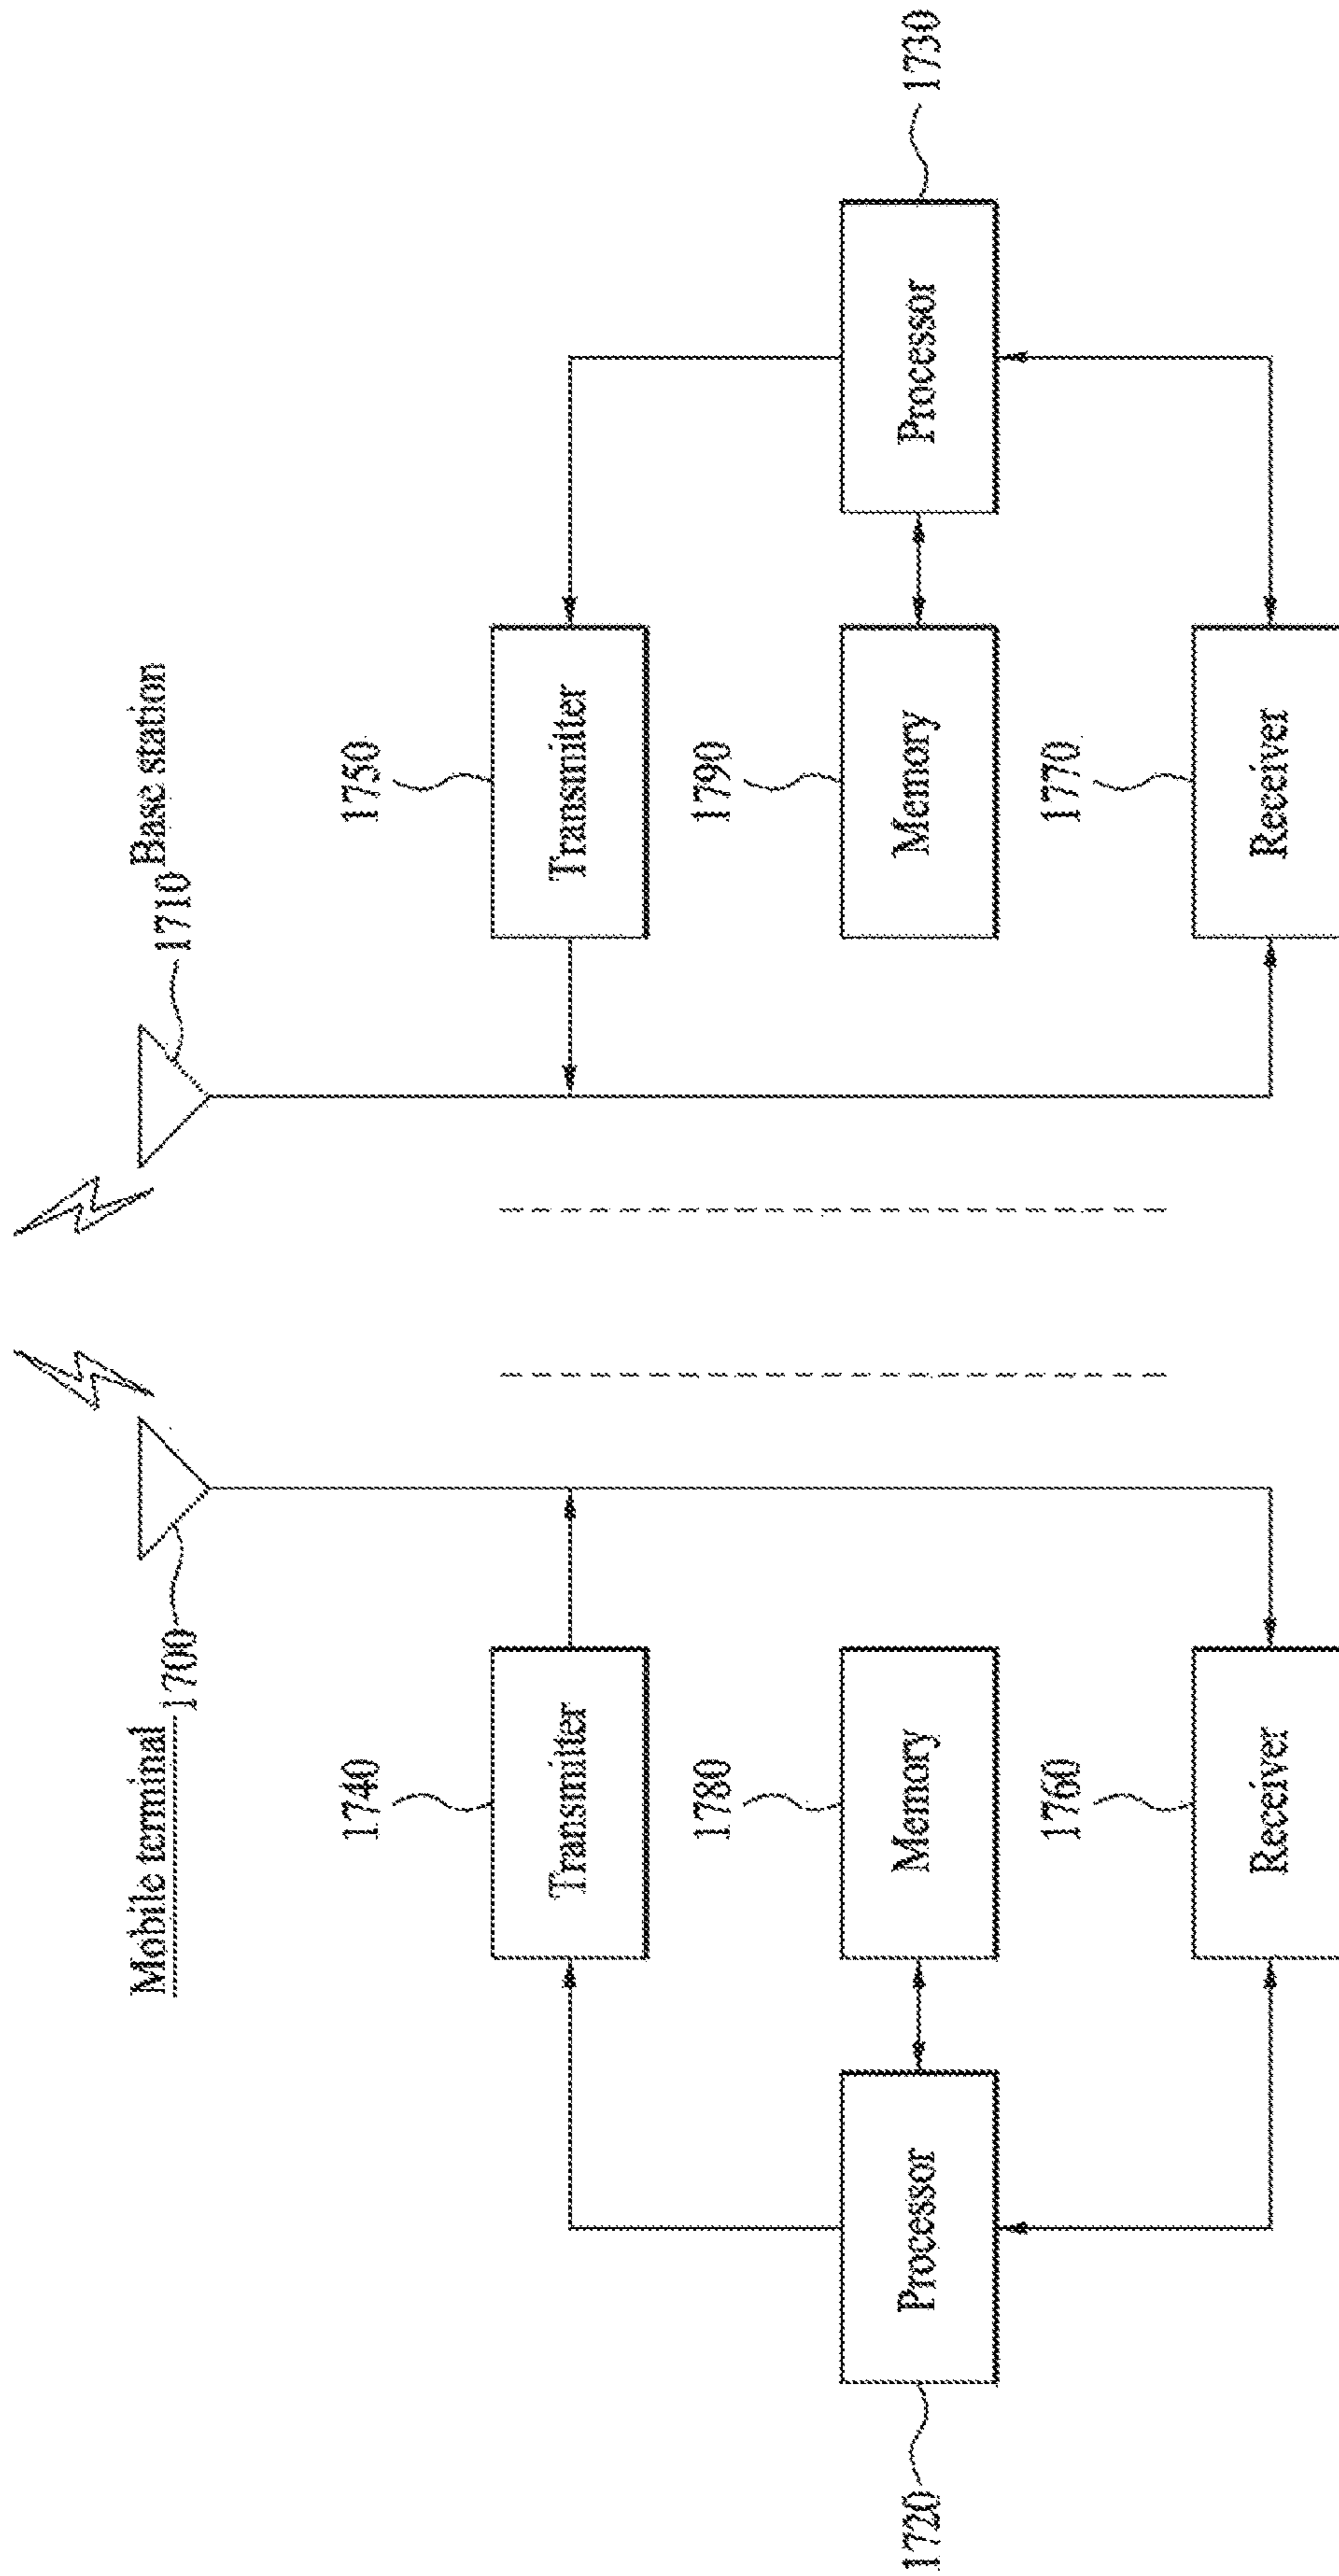 Mobile terminal
1700
1710
Base station
1740
Transmitter
1750
Transmitter
1720
Processor
1780
Memory
1790
Memory
Processor
1730
1760
Receiver
1770
Receiver